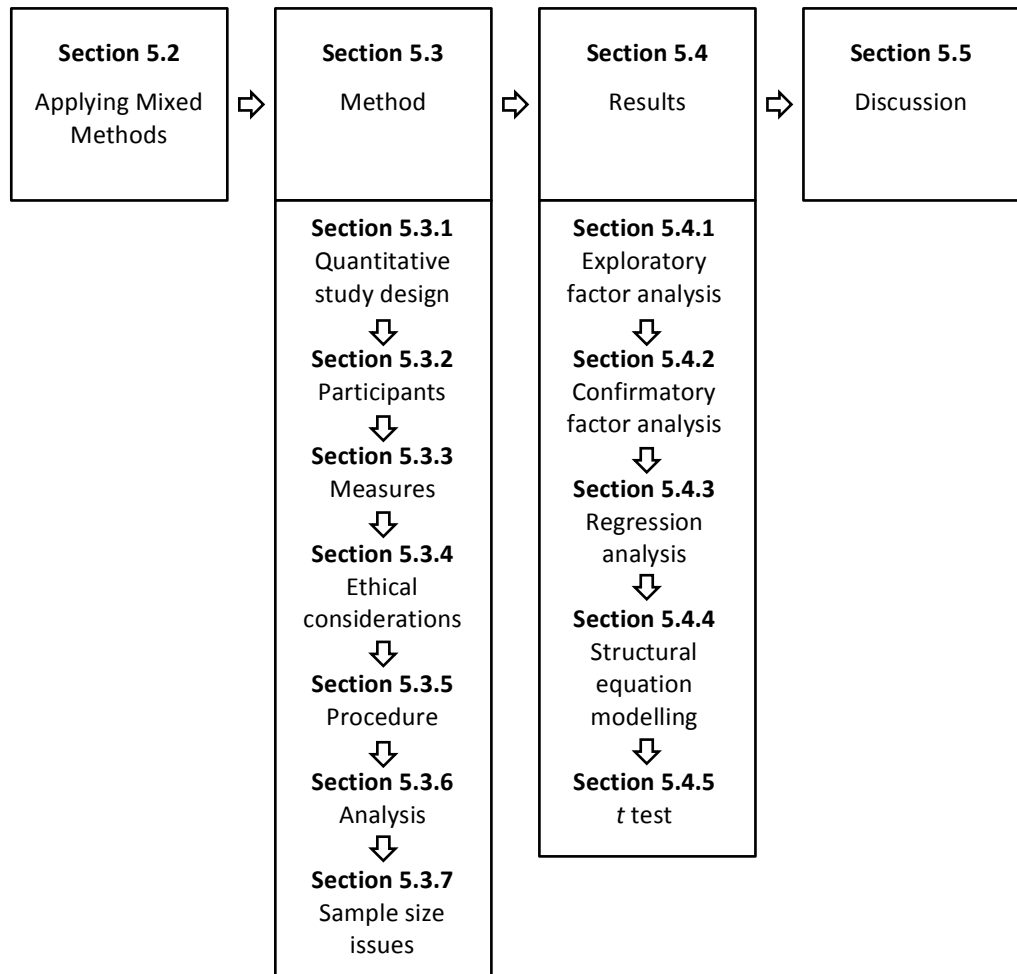 Section 5.2
Applying Mixed
Methods
Section 5.3
Method
Section 5.4
Results
Section 5.5
Discussion
Section 5.3.1
Quantitative
study design
Section 5.3.2
Participants
Section 5.3.3
Measures
Section 5.3.4
Ethical
considerations
Section 5.3.5
Procedure
Section 5.3.6
Analysis
Section 5.3.7
Sample size
issues
Section 5.4.1
Exploratory
factor analysis
Section 5.4.2
Confirmatory
factor analysis
Section 5.4.3
Regression
analysis
Section 5.4.4
Structural
equation
modelling
Section 5.4.5
t test